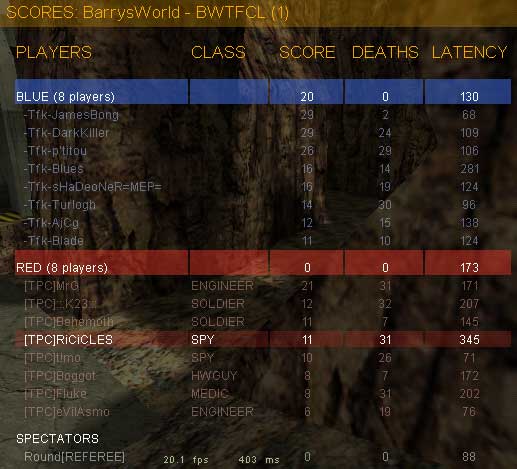 SCORES: BarrysWorld - BWTFCL (1)
PLAYERS CLASS SCORE DEATHS LATENCY
BLUE (8 players) 20 0 130
-Tfk-JamesBong 29 2 68
-Tfk-DarkKiller 29 24 109
-Tfk-p'titou 26 29 106
-Tfk-Blues 16 14 281
-Tfk-sHaDeoNeR=MEP= 16 19 124
-Tfk-Turlogh 14 30 96
-Tfk-AjCg 12 15 138
-Tfk-Blade 11 10 124
RED (8 players) 0 0 173
[TPC]MrG ENGINEER 21 31 171
[TPC]:::K23::: SOLDIER 12 32 207
[TPC]Behemoth SOLDIER 11 7 145
[TPC]RiCiCLES SPY 11 31 345
[TPC]t!mo SPY 10 26 71
[TPC]Boggot HWGUY 8 7 172
[TPC]Fluke MEDIC 8 31 202
[TPC]eVilAsmo ENGINEER 6 19 76
SPECTATORS
Round[REFEREE] 0 0 88
20.1 fps 403 ms